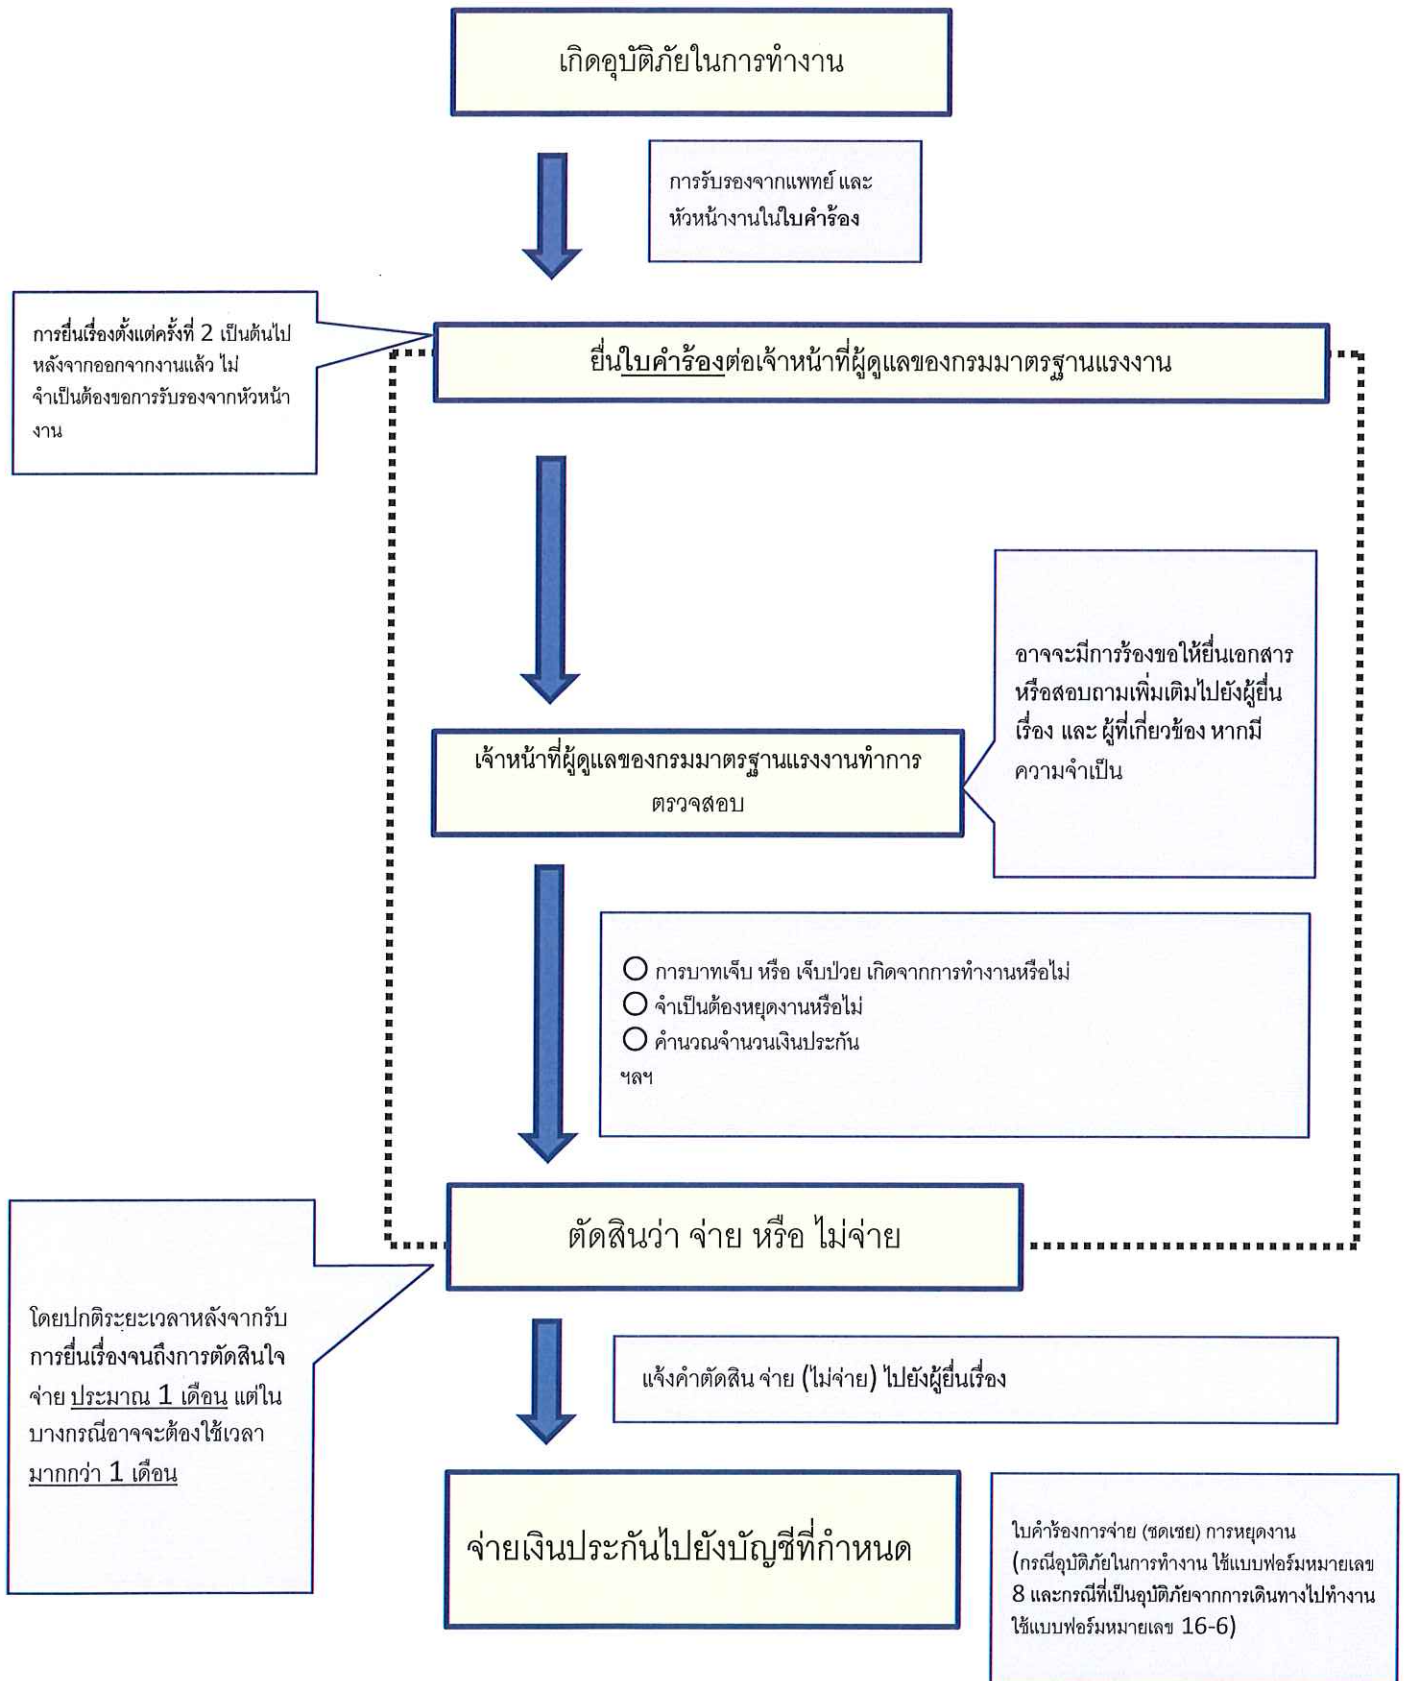 เกิดอุบัติภัยในการทำงาน
การรับรองจากแพทย์ และ
หัวหน้างานในใบคำร้อง
การยื่นเรื่องตั้งแต่ครั้งที่ 2 เป็นต้นไป
หลังจากออกจากงานแล้ว ไม่
จำเป็นต้องขอการรับรองจากหัวหน้า
งาน
ยื่นใบคำร้องต่อเจ้าหน้าที่ผู้ดูแลของกรมมาตรฐานแรงงาน
อาจจะมีการร้องขอให้ยื่นเอกสาร
หรือสอบถามเพิ่มเติมไปยังผู้ยื่น
เรื่อง และ ผู้ที่เกี่ยวข้อง หากมี
ความจำเป็น
เจ้าหน้าที่ผู้ดูแลของกรมมาตรฐานแรงงานทำการ
ตรวจสอบ
○ การบาทเจ็บ หรือ เจ็บป่วย เกิดจากการทำงานหรือไม่
○ จำเป็นต้องหยุดงานหรือไม่
○ คำนวณจำนวนเงินประกัน
ฯลฯ
ตัดสินว่า จ่าย หรือ ไม่จ่าย
โดยปกติระยะเวลาหลังจากรับ
การยื่นเรื่องจนถึงการตัดสินใจ
จ่าย ประมาณ 1 เดือน แต่ใน
บางกรณีอาจจะต้องใช้เวลา
มากกว่า 1 เดือน
แจ้งคำตัดสิน จ่าย (ไม่จ่าย) ไปยังผู้ยื่นเรื่อง
จ่ายเงินประกันไปยังบัญชีที่กำหนด
ใบคำร้องการจ่าย (ชดเชย) การหยุดงาน
(กรณีอุบัติภัยในการทำงาน ใช้แบบฟอร์มหมายเลข
8 และกรณีที่เป็นอุบัติภัยจากการเดินทางไปทำงาน
ใช้แบบฟอร์มหมายเลข 16-6)